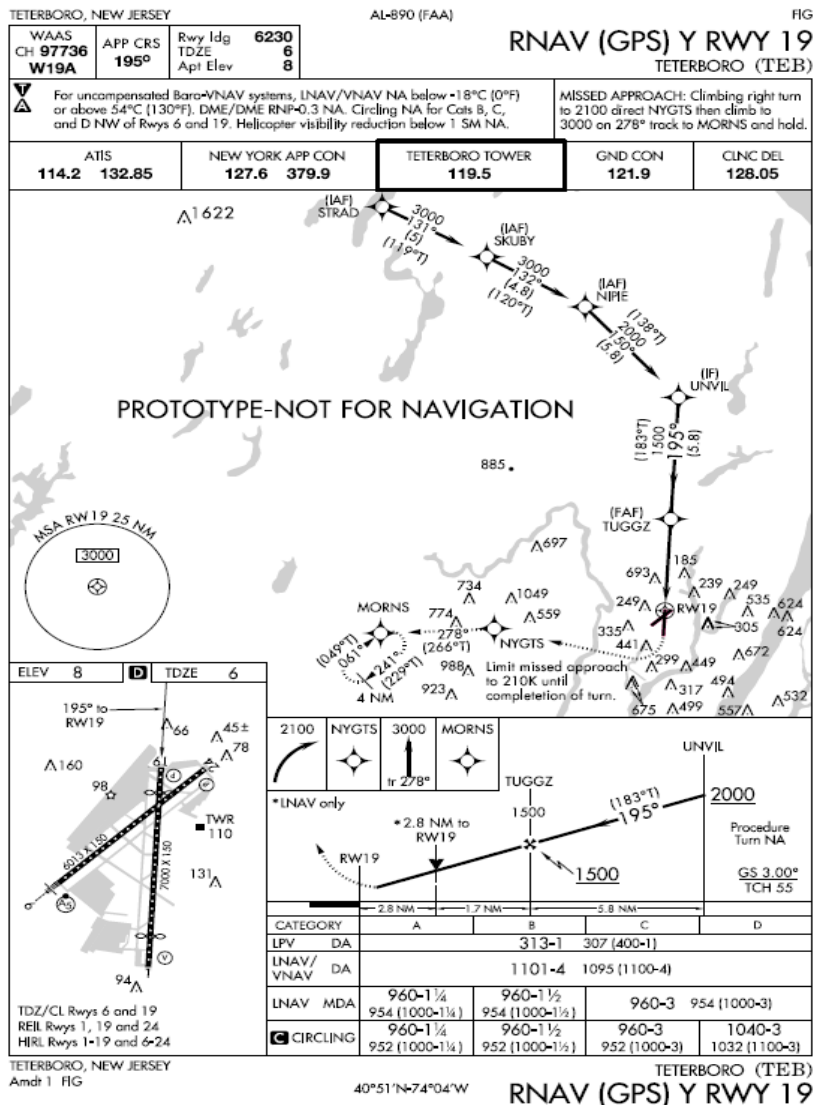 TETERBORO, NEW JERSEY
AL-890 (FAA)
FIG
WAAS
CH 97736
W19A
APP CRS
195°
Rwy ldg 6230
TDZE 6
Apt Elev 8
RNAV (GPS) Y RWY 19
TETERBORO (TEB)
T
A
For uncompensated Baro-VNAV systems, LNAV/VNAV NA below -18°C (0°F)
or above 54°C (130°F). DME/DME RNP-0.3 NA. Circling NA for Cats B, C,
and D NW of Rwys 6 and 19. Helicopter visibility reduction below 1 SM NA.
MISSED APPROACH: Climbing right turn
to 2100 direct NYGTS then climb to
3000 on 278° track to MORNS and hold.
ATIS
114.2 132.85
NEW YORK APP CON
127.6 379.9
TETERBORO TOWER
119.5
GND CON
121.9
CLNC DEL
128.05
1622
(IAF)
STRAD
3000
131°
(5)
(119°T)
(IAF)
SKUBY
3000
132°
(4.8)
(120°T)
(IAF)
NIPIE
(138°T)
2000
150°
(5.8)
(IF)
UNVIL
PROTOTYPE-NOT FOR NAVIGATION
(183°T)
1500
195°
(5.8)
885
(FAF)
TUGGZ
MSA RW19 25 NM
3000
697
185
693
239
249
734
1049
249
RW19
535
624
774
559
335
305
624
MORNS
278°
(266°T)
NYGTS
441
672
(049°T)
061°
241°
(229°T)
4 NM
988
923
Limit missed approach
to 210K until
completion of turn.
299
449
317
494
675
499
557
532
ELEV 8
D
TDZE 6
195° to
RW19
66
45±
78
160
98
19
24
TWR
110
6013 X 150
7000 X 150
131
A5
V
94
TDZ/CL Rwys 6 and 19
REIL Rwys 1, 19 and 24
HIRL Rwys 1-19 and 6-24
2100
NYGTS
3000
tr 278°
MORNS
UNVIL
TUGGZ
*LNAV only
1500
(183°T)
195°
2000
*2.8 NM to
RW19
RW19
1500
Procedure
Turn NA
GS 3.00°
TCH 55
2.8 NM
1.7 NM
5.8 NM
CATEGORY A B C D
LPV DA 313-1 307 (400-1)
LNAV/
VNAV DA 1101-4 1095 (1100-4)
LNAV MDA 960-1¼ 960-1½ 960-3 954 (1000-3)
954 (1000-1¼) 954 (1000-1½)
C CIRCLING 960-1¼ 960-1½ 960-3 1040-3
952 (1000-1¼) 952 (1000-1½) 952 (1000-3) 1032 (1100-3)
TETERBORO, NEW JERSEY
Amdt 1 FIG
40°51'N-74°04'W
TETERBORO (TEB)
RNAV (GPS) Y RWY 19